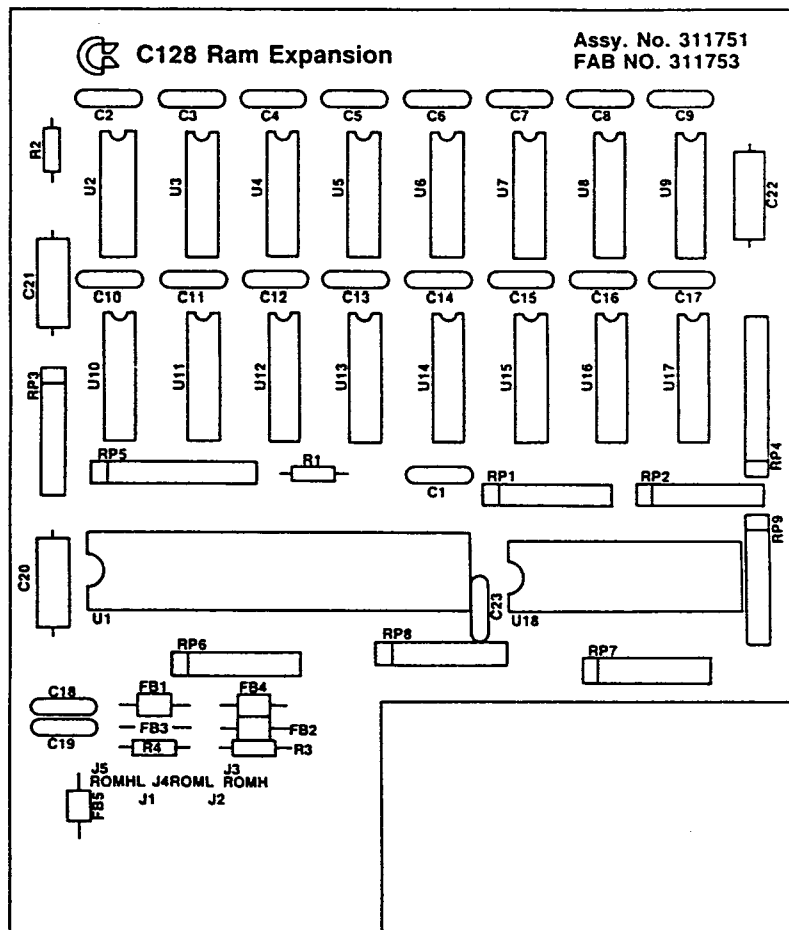 C128 Ram Expansion
Assy. No. 311751
FAB NO. 311753
C2 C3 C4 C5 C6 C7 C8 C9
R2 U2 U3 U4 U5 U6 U7 U8 U9 C22
C21 C10 C11 C12 C13 C14 C15 C16 C17
RP3 U10 U11 U12 U13 U14 U15 U16 U17 RP4
RP5 R1 C1 RP1 RP2
RP9
C20 U1 C23 U18
RP6 RP8 RP7
C18 FB1 FB4
C19 FB3 FB2
R4 R3
J5 J3
ROMHL J4ROML ROMH
FB5 J1 J2